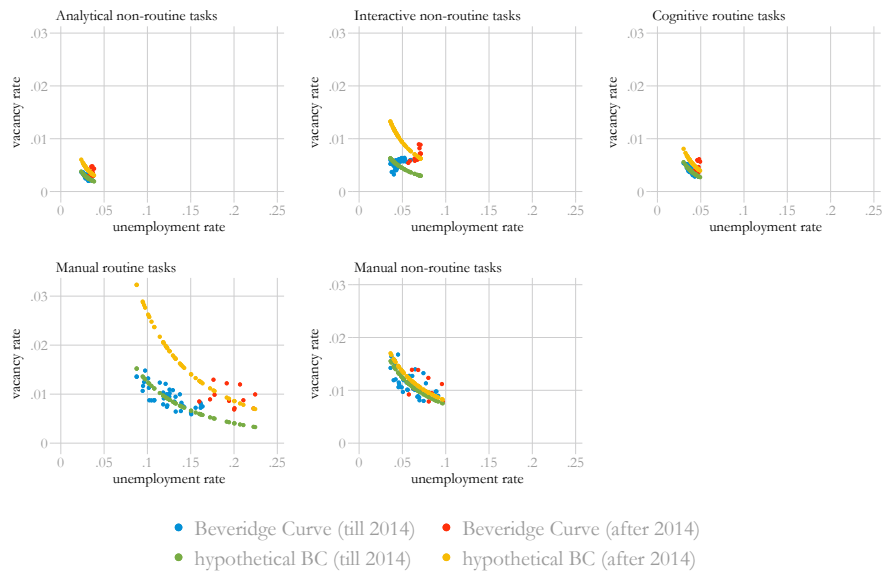 Analytical non-routine tasks
Interactive non-routine tasks
Cognitive routine tasks
.03
.02
.01
0
vacancy rate
0 .05 .1 .15 .2 .25
unemployment rate
.03
.02
.01
0
vacancy rate
0 .05 .1 .15 .2 .25
unemployment rate
.03
.02
.01
0
vacancy rate
0 .05 .1 .15 .2 .25
unemployment rate
Manual routine tasks
Manual non-routine tasks
.03
.02
.01
0
vacancy rate
0 .05 .1 .15 .2 .25
unemployment rate
.03
.02
.01
0
vacancy rate
0 .05 .1 .15 .2 .25
unemployment rate
Beveridge Curve (till 2014)
Beveridge Curve (after 2014)
hypothetical BC (till 2014)
hypothetical BC (after 2014)